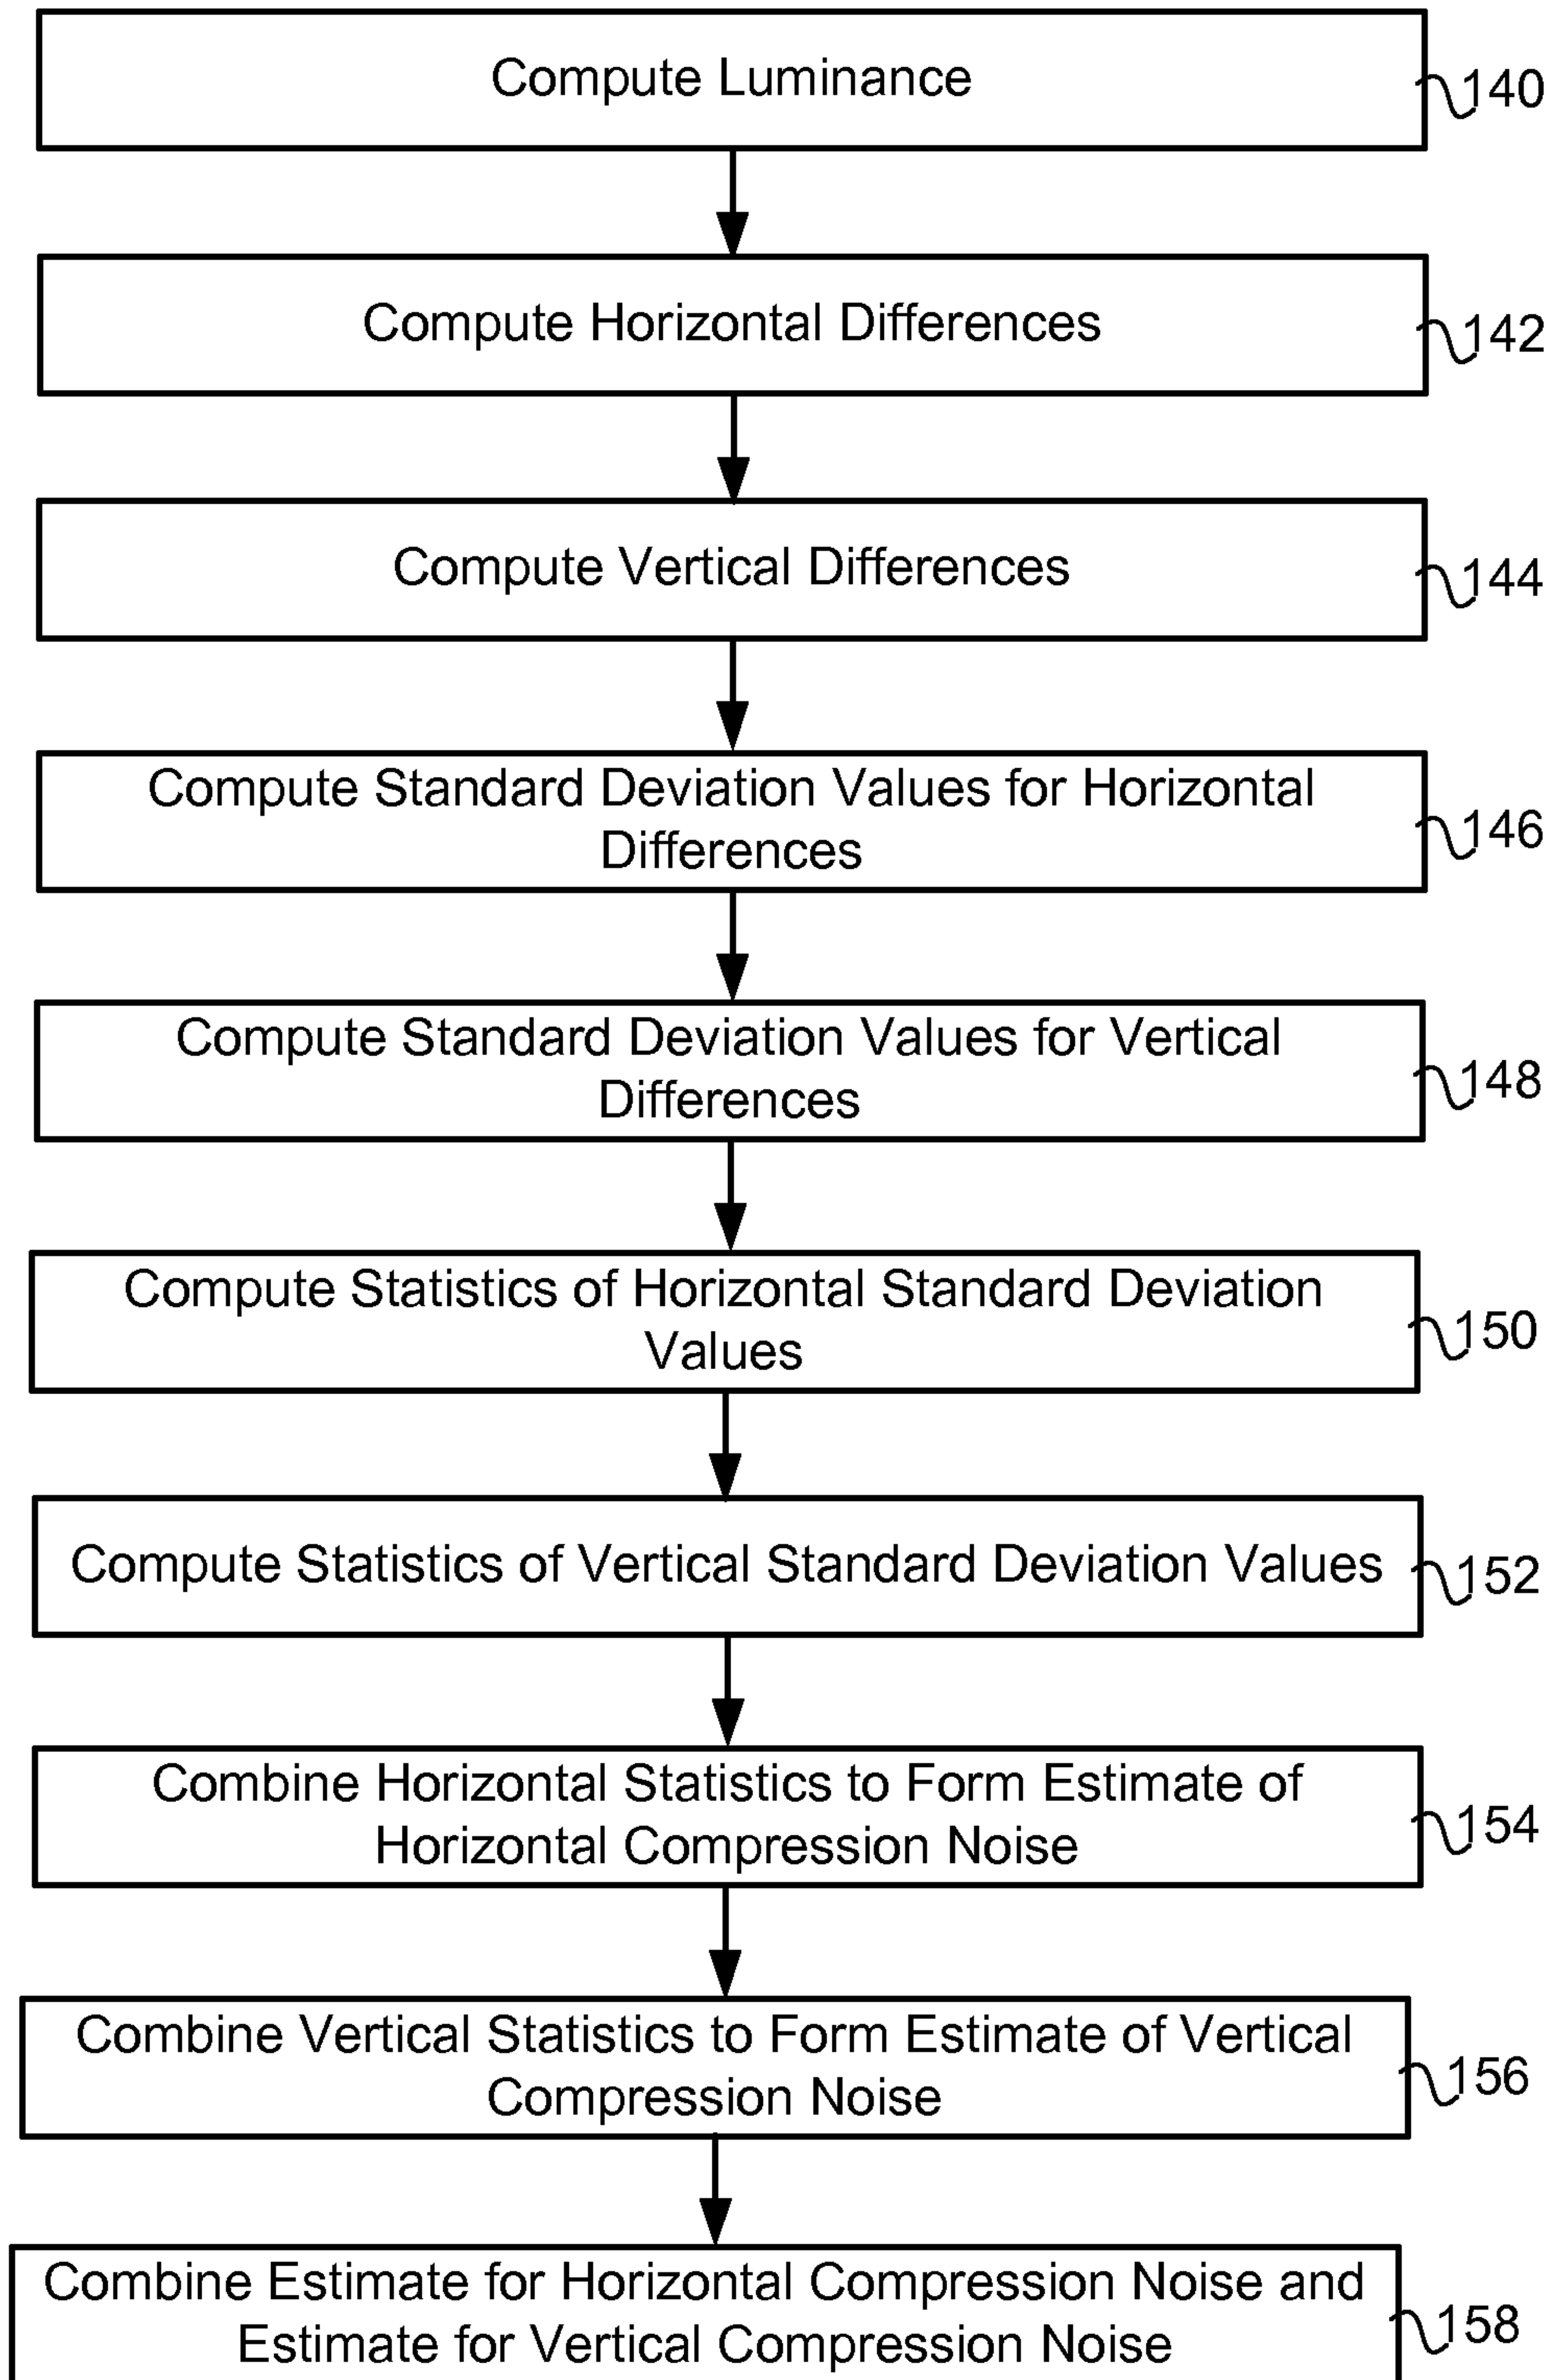 Compute Luminance
140
Compute Horizontal Differences
142
Compute Vertical Differences
144
Compute Standard Deviation Values for Horizontal
Differences
146
Compute Standard Deviation Values for Vertical
Differences
148
Compute Statistics of Horizontal Standard Deviation
Values
150
Compute Statistics of Vertical Standard Deviation Values
152
Combine Horizontal Statistics to Form Estimate of
Horizontal Compression Noise
154
Combine Vertical Statistics to Form Estimate of Vertical
Compression Noise
156
Combine Estimate for Horizontal Compression Noise and
Estimate for Vertical Compression Noise
158